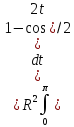 2t
1−cos ¿/2
¿
dt
¿
¿ R² ∫₀^π ¿